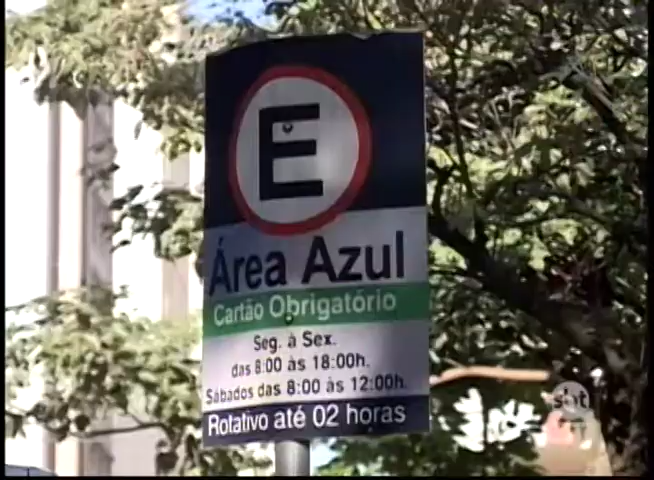 E
Área Azul
Cartão Obrigatório
Seg. à Sex.
das 8:00 às 18:00h.
Sábados das 8:00 às 12:00h.
Rotativo até 02 horas
sbt